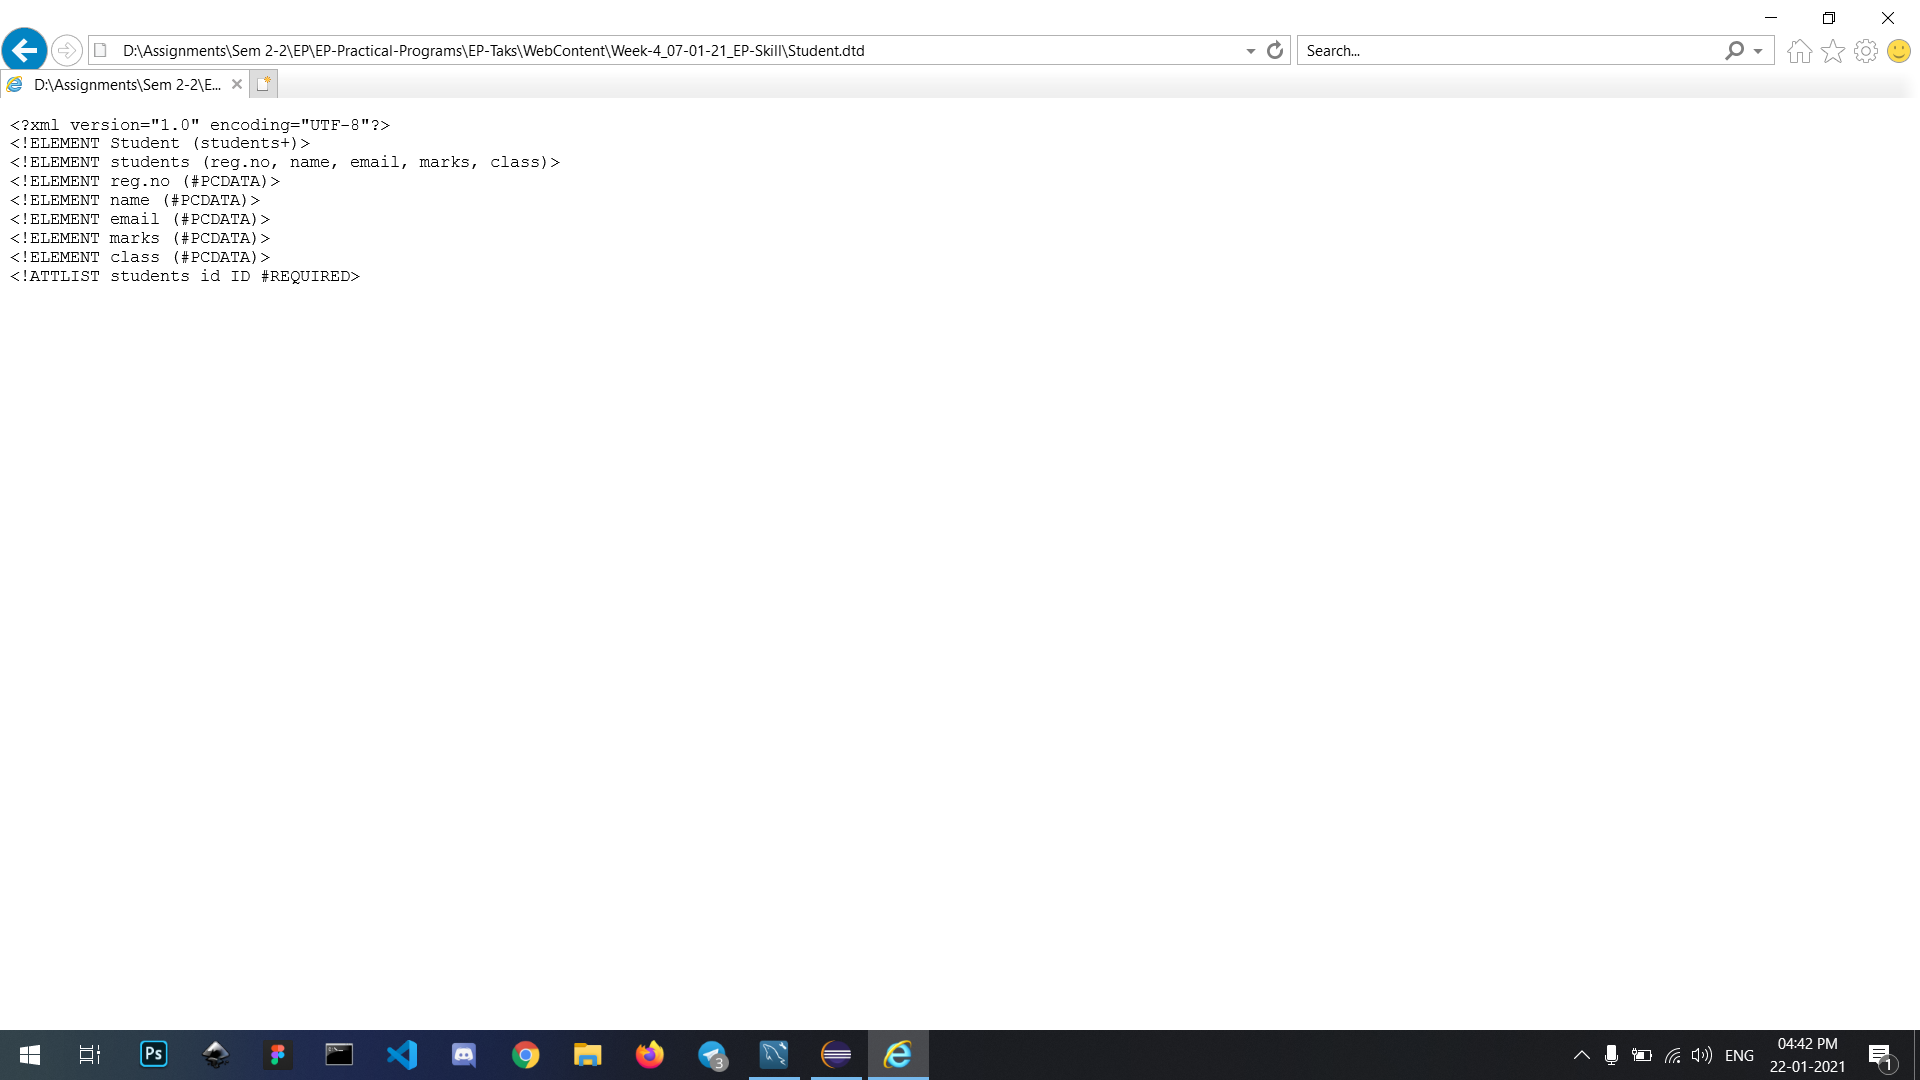 D:\Assignments\Sem 2-2\EP\EP-Practical-Programs\EP-Taks\WebContent\Week-4_07-01-21_EP-Skill\Student.dtd
Search...
D:\Assignments\Sem 2-2\E...
<?xml version="1.0" encoding="UTF-8"?>
<!ELEMENT Student (students+)>
<!ELEMENT students (reg.no, name, email, marks, class)>
<!ELEMENT reg.no (#PCDATA)>
<!ELEMENT name (#PCDATA)>
<!ELEMENT email (#PCDATA)>
<!ELEMENT marks (#PCDATA)>
<!ELEMENT class (#PCDATA)>
<!ATTLIST students id ID #REQUIRED>
Ps
3
ENG
04:42 PM
22-01-2021
1